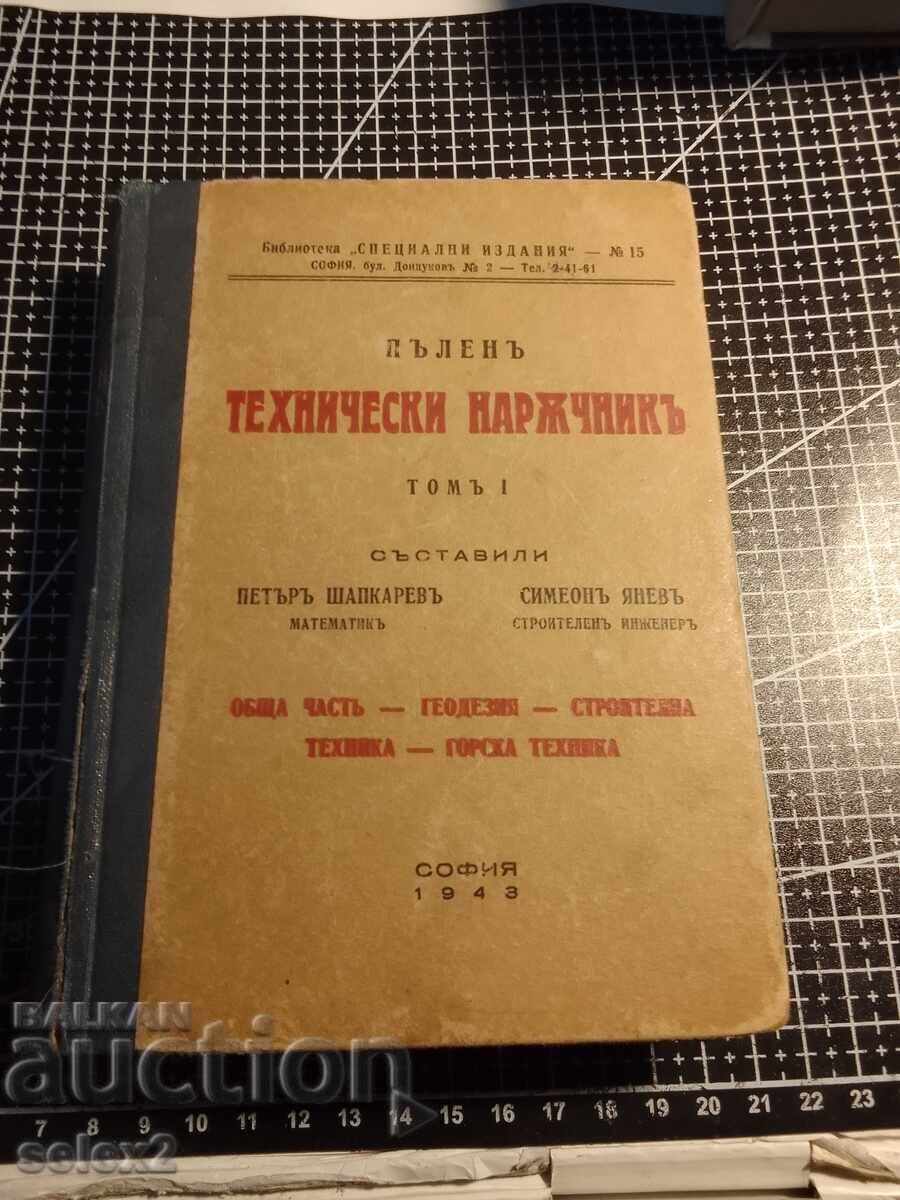 Библиотека „СПЕЦИАЛНИ ИЗДАНИЯ“ — № 15
СОФИЯ, бул. Дондуковъ № 2 — Тел. 2-41-61
ПЪЛЕНЪ
ТЕХНИЧЕСКИ НАРѪЧНИКЪ
ТОМЪ I
СЪСТАВИЛИ
ПЕТЪРЪ ШАПКАРЕВЪ СИМЕОНЪ ЯНЕВЪ
МАТЕМАТИКЪ СТРОИТЕЛЕНЪ ИНЖЕНЕРЪ
ОБЩА ЧАСТЬ — ГЕОДЕЗИЯ — СТРОИТЕЛНА
ТЕХНИКА — ГОРСКА ТЕХНИКА
СОФИЯ
1943
BALKAN
auction
7 8 9 10 11 12 13 14 15 16 17 18 19 20 21 22 23
selex2